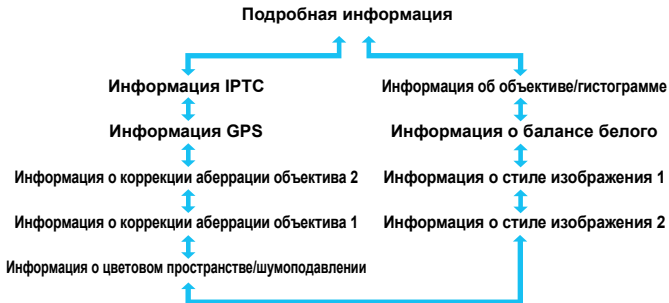 Подробная информация
Информация IPTC
Информация об объективе/гистограмме
Информация GPS
Информация о балансе белого
Информация о коррекции аберрации объектива 2
Информация о стиле изображения 1
Информация о коррекции аберрации объектива 1
Информация о стиле изображения 2
Информация о цветовом пространстве/шумоподавлении